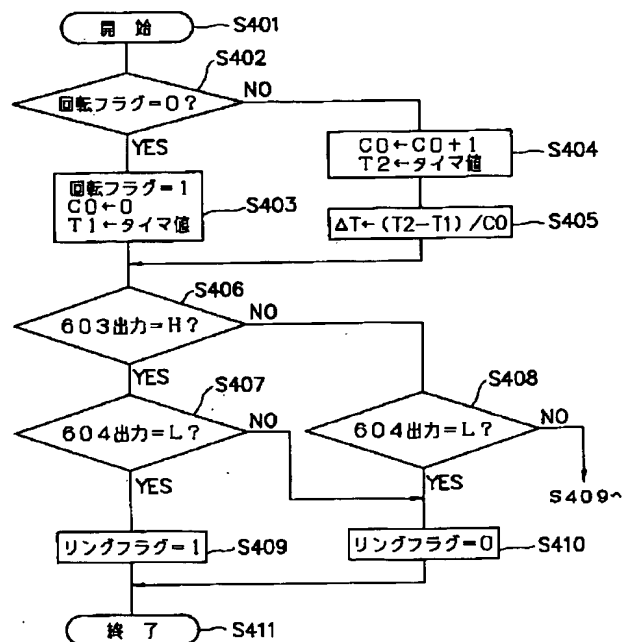 開始
S401
S402
回転フラグ=0?
NO
YES
C0←C0+1
T2←タイマ値
S404
回転フラグ=1
C0←0
T1←タイマ値
S403
ΔT←(T2-T1)/C0
S405
S406
603出力=H?
NO
YES
S407
S408
604出力=L?
NO
604出力=L?
NO
YES
YES
S409へ
リングフラグ=1
S409
リングフラグ=0
S410
終了
S411